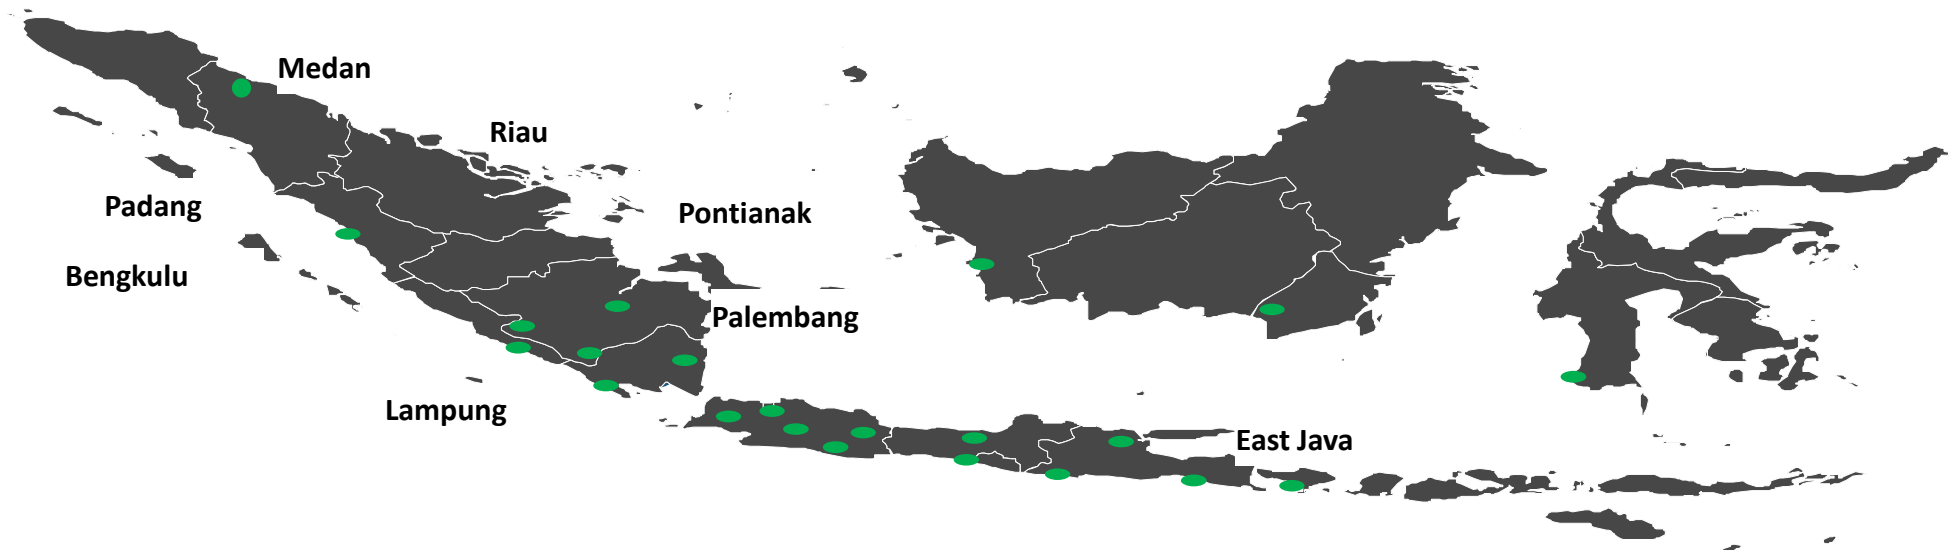 Medan
Riau
Padang
Pontianak
Bengkulu
Palembang
Lampung
East Java